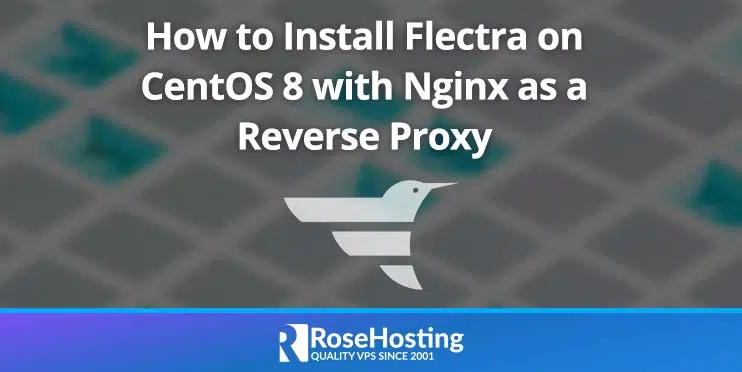 How to Install Flectra on
CentOS 8 with Nginx as a
Reverse Proxy
RoseHosting
QUALITY VPS SINCE 2001